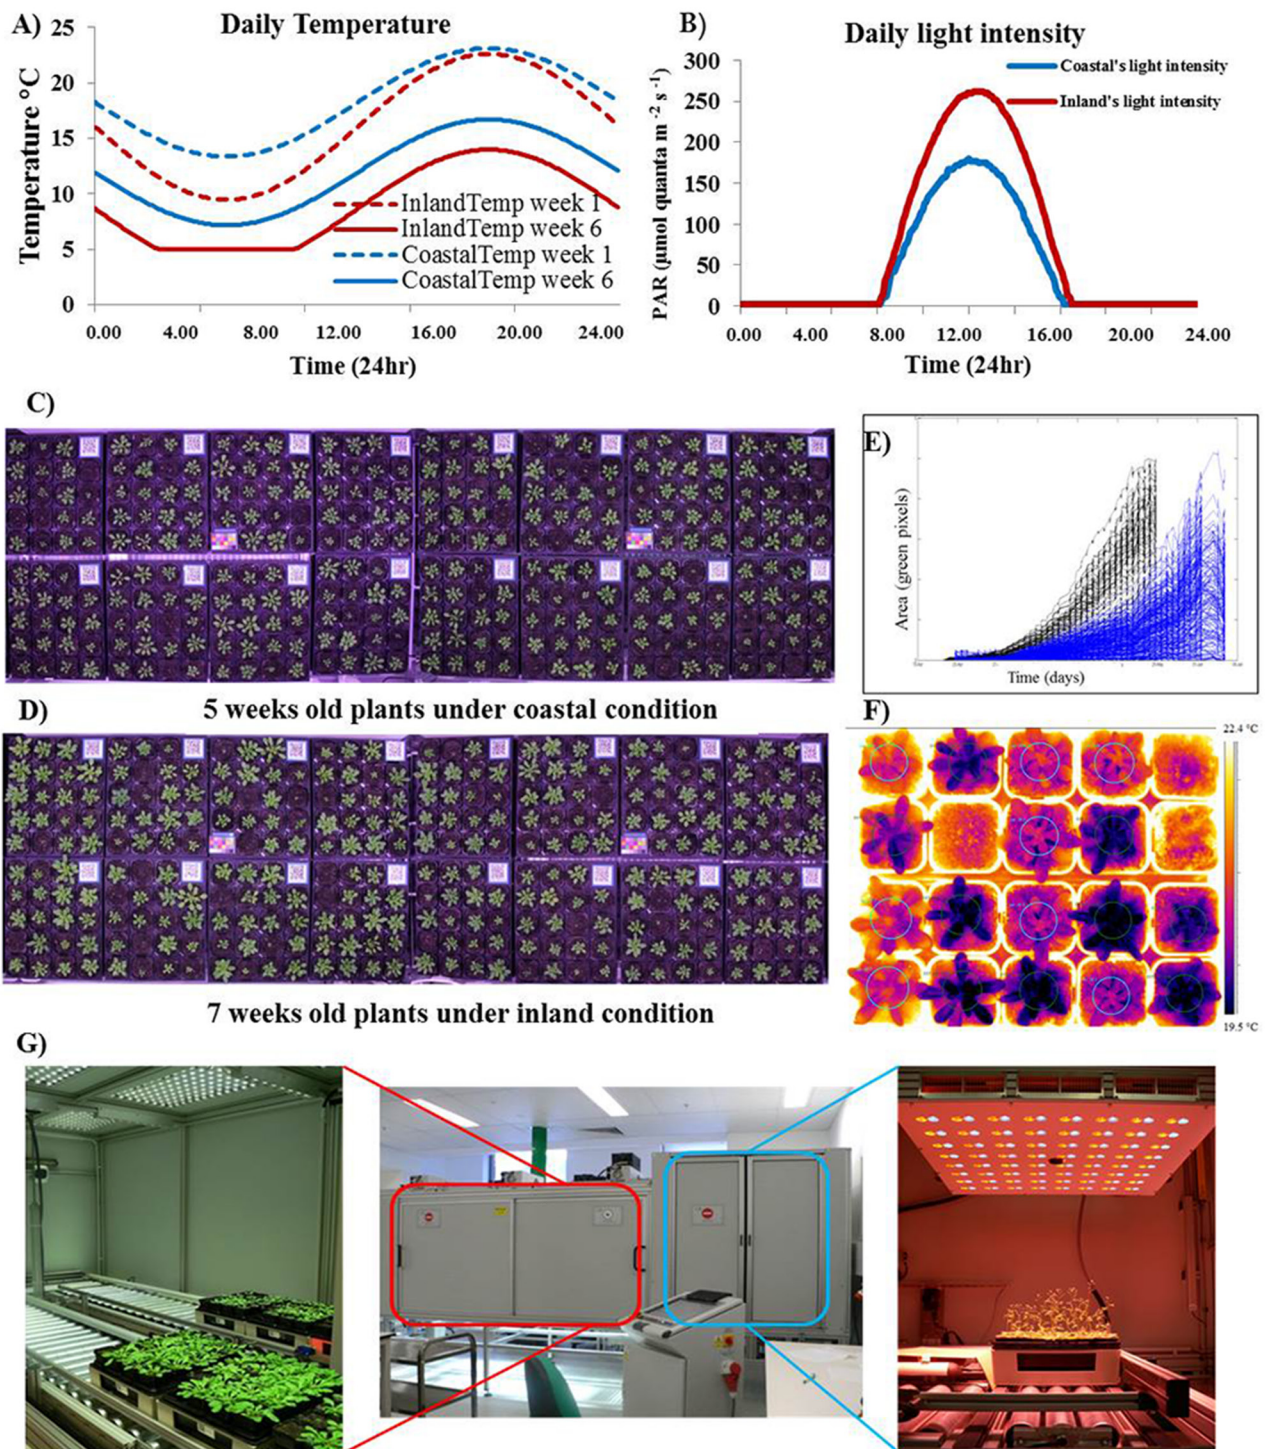 A)
Daily Temperature
25
20
15
10
5
0
Temperature °C
InlandTemp week 1
InlandTemp week 6
CoastalTemp week 1
CoastalTemp week 6
0.00 4.00 8.00 12.00 16.00 20.00 24.00
Time (24hr)
B)
Daily light intensity
300
250
200
150
100
50
0
PAR (µmol quanta m⁻² s⁻¹)
Coastal's light intensity
Inland's light intensity
0.00 4.00 8.00 12.00 16.00 20.00 24.00
Time (24hr)
C)
5 weeks old plants under coastal condition
D)
7 weeks old plants under inland condition
E)
Area (green pixels)
Time (days)
F)
22.4 °C
19.5 °C
G)